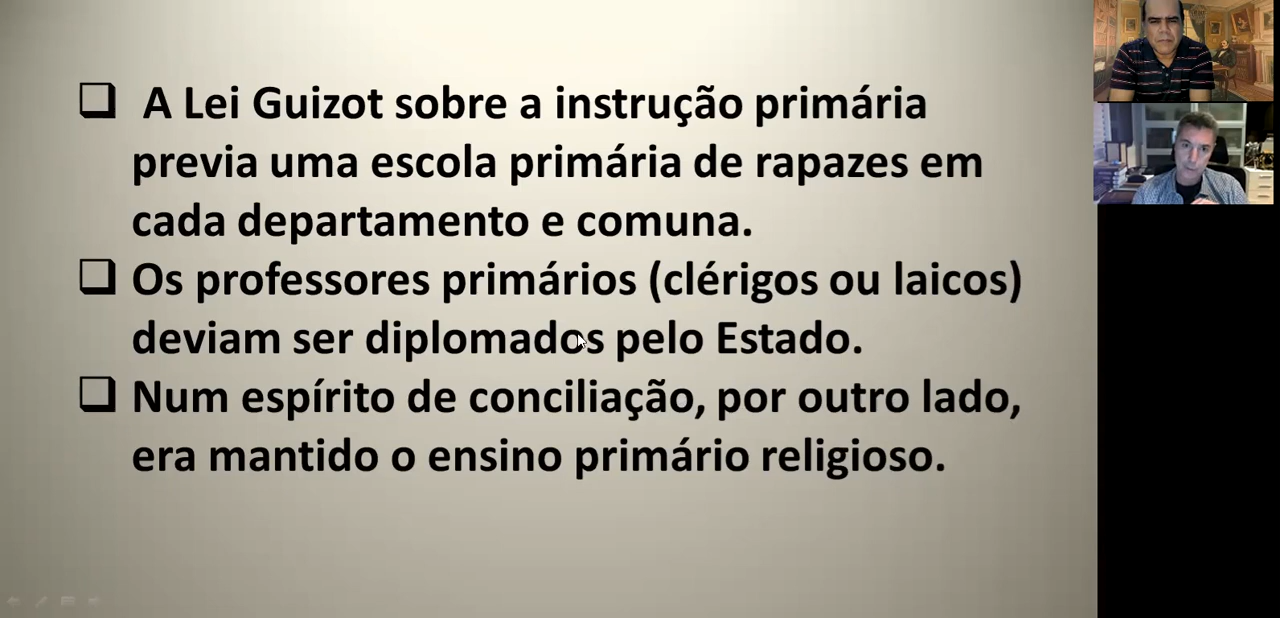 A Lei Guizot sobre a instrução primária
previa uma escola primária de rapazes em
cada departamento e comuna.
Os professores primários (clérigos ou laicos)
deviam ser diplomados pelo Estado.
Num espírito de conciliação, por outro lado,
era mantido o ensino primário religioso.